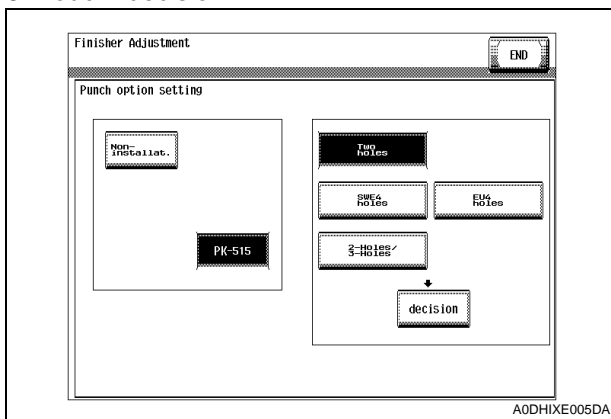 Finisher Adjustment
END
Punch option setting
Non-
installat.
PK-515
Two
holes
SWE4
holes
EU4
holes
2-Holes/
3-Holes
decision
A0DHIXE005DA